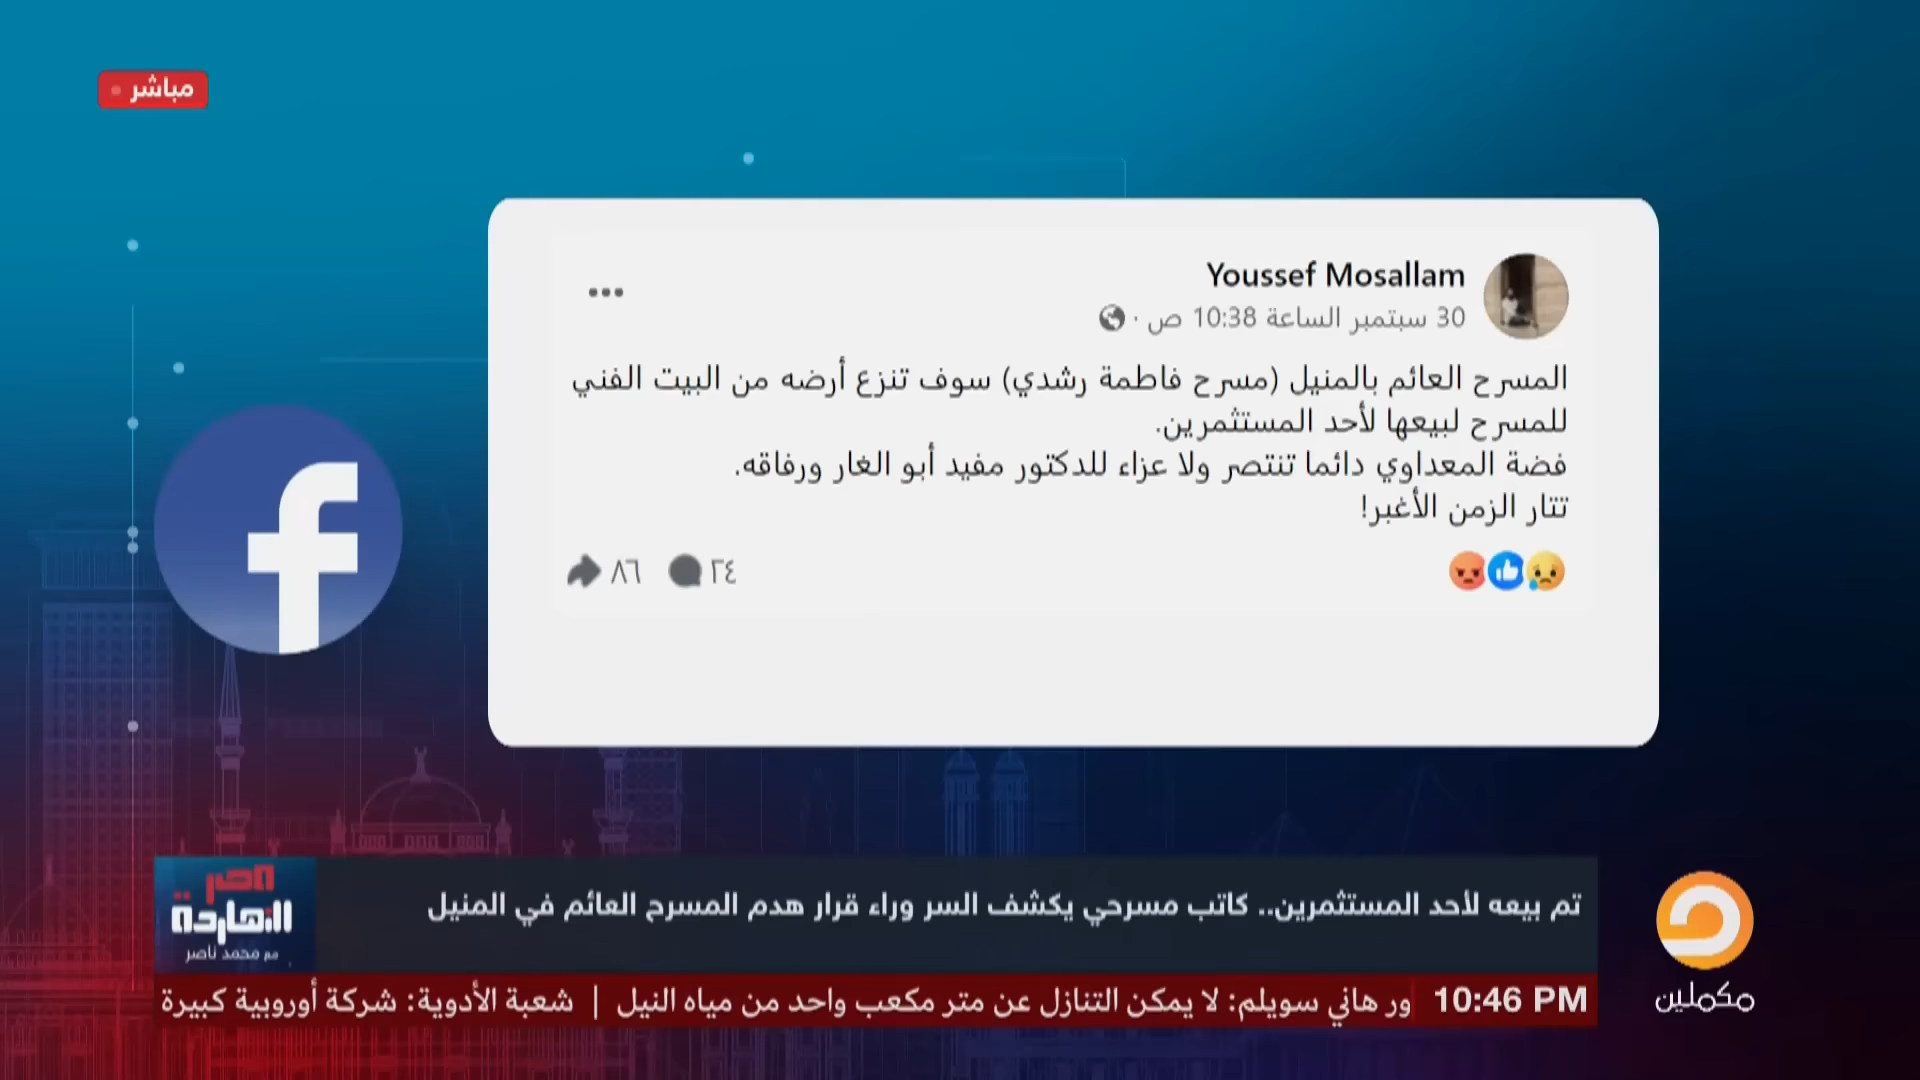 مباشر
Youssef Mosallam
30 سبتمبر الساعة 10:38 ص ·
المسرح العائم بالمنيل (مسرح فاطمة رشدي) سوف تنزع أرضه من البيت الفني
للمسرح لبيعها لأحد المستثمرين.
فضة المعداوي دائما تنتصر ولا عزاء للدكتور مفيد أبو الغار ورفاقه.
تتار الزمن الأغبر!
٢٤ ٨٦
مصر
النهاردة
مع محمد ناصر
تم بيعه لأحد المستثمرين.. كاتب مسرحي يكشف السر وراء قرار هدم المسرح العائم في المنيل
10:46 PM
ور هاني سويلم: لا يمكن التنازل عن متر مكعب واحد من مياه النيل | شعبة الأدوية: شركة أوروبية كبيرة
مكملين